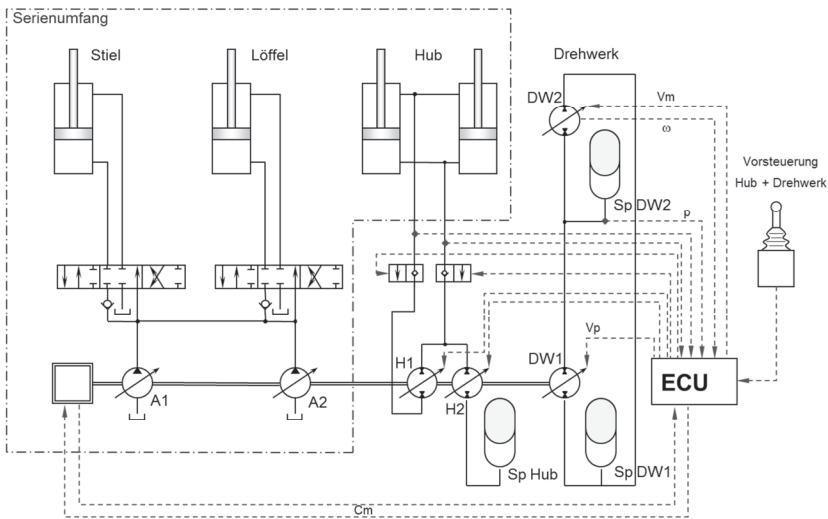 Serienumfang
Stiel
Löffel
Hub
Drehwerk
DW2
Vm
ω
Vorsteuerung
Hub + Drehwerk
Sp DW2
p
Vp
H1
DW1
ECU
A1
A2
H2
Sp Hub
Sp DW1
Cm